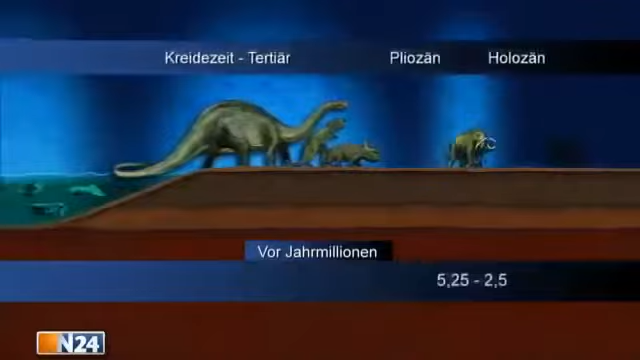 Kreidezeit - Tertiär Pliozän Holozän
Vor Jahrmillionen
5,25 - 2,5
N24